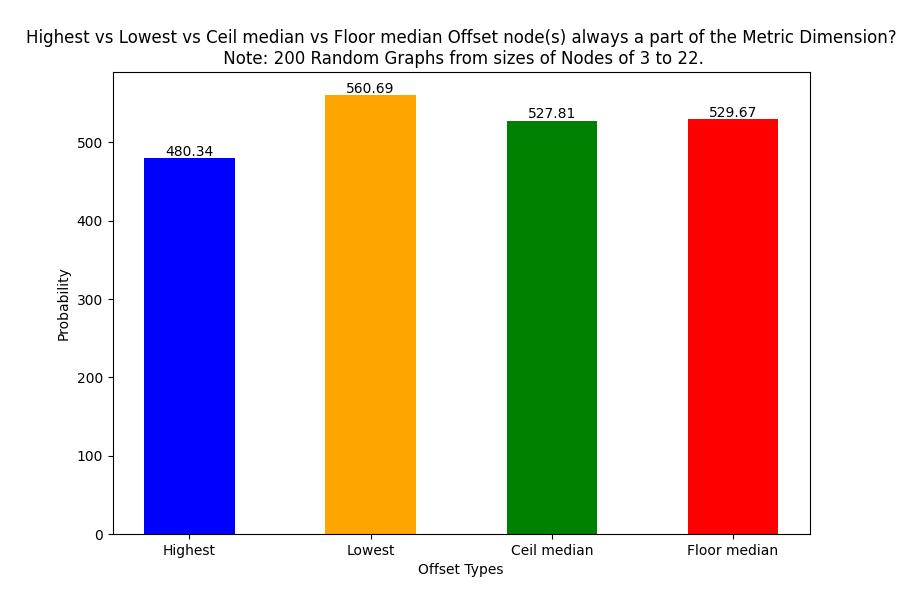 Highest vs Lowest vs Ceil median vs Floor median Offset node(s) always a part of the Metric Dimension?
Note: 200 Random Graphs from sizes of Nodes of 3 to 22.
560.69
527.81
529.67
480.34
500
400
300
200
100
0
Probability
Highest
Lowest
Ceil median
Floor median
Offset Types